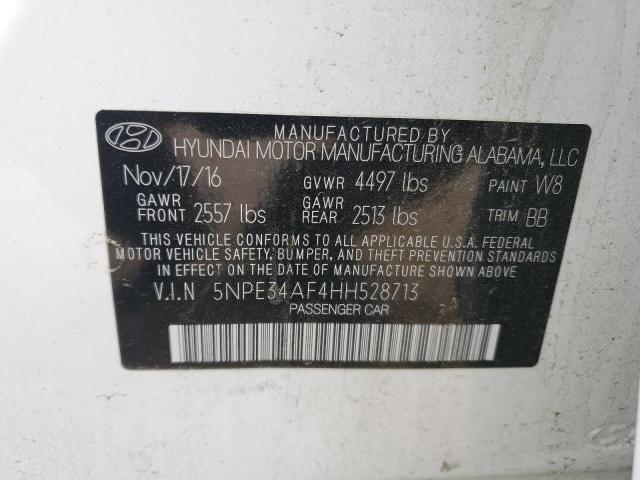 MANUFACTURED BY
HYUNDAI MOTOR MANUFACTURING ALABAMA, LLC
Nov/17/16 GVWR 4497 lbs PAINT W8
GAWR FRONT 2557 lbs GAWR REAR 2513 lbs TRIM BB
THIS VEHICLE CONFORMS TO ALL APPLICABLE U.S.A. FEDERAL
MOTOR VEHICLE SAFETY, BUMPER, AND THEFT PREVENTION
STANDARDS IN EFFECT ON THE DATE OF MANUFACTURE SHOWN ABOVE.
V.I.N 5NPE34AF4HH528713
PASSENGER CAR